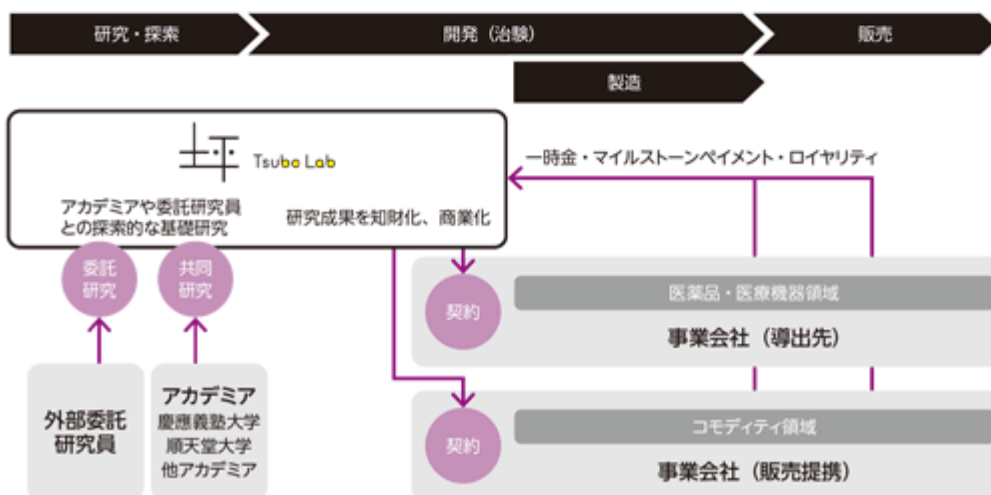 研究・探索
開発（治験）
販売
製造
Tsubo Lab
一時金・マイルストーンペイメント・ロイヤリティ
アカデミアや委託研究員
との探索的な基礎研究
研究成果を知財化、商業化
委託
研究
共同
研究
契約
医薬品・医療機器領域
事業会社（導出先）
外部委託
研究員
アカデミア
慶應義塾大学
順天堂大学
他アカデミア
契約
コモディティ領域
事業会社（販売提携）